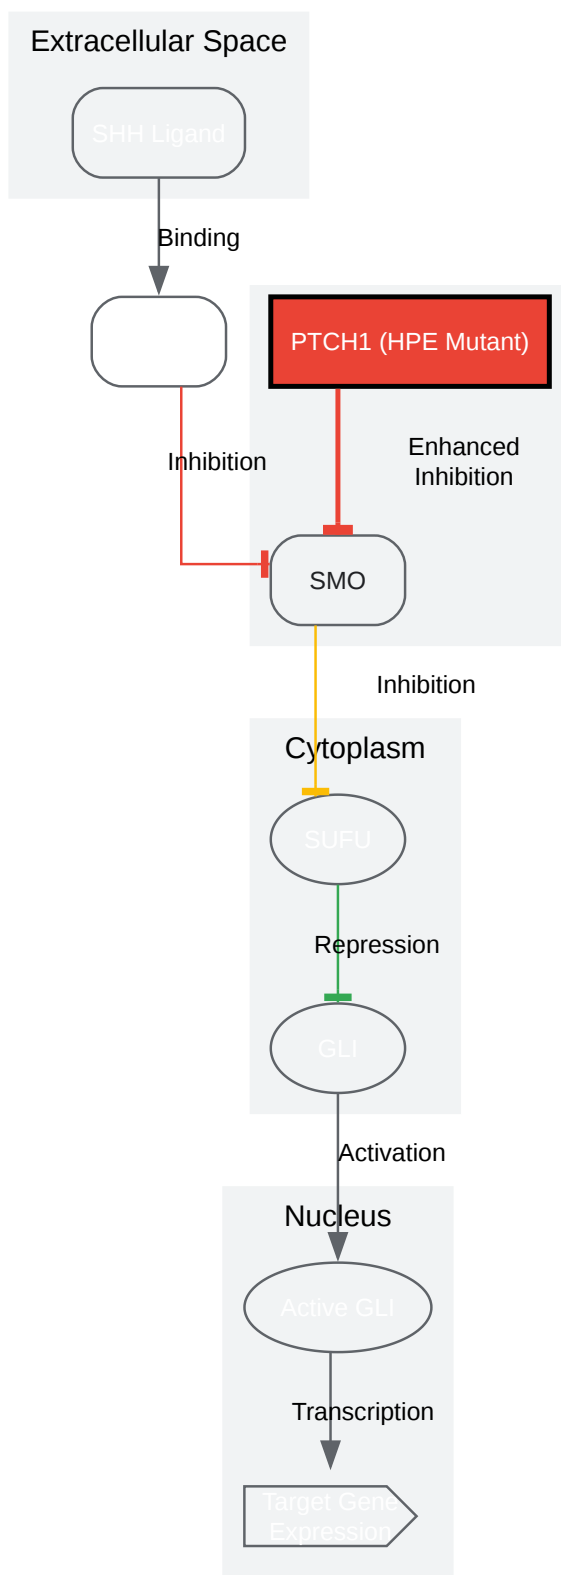 Extracellular Space
SHH Ligand
Binding
PTCH1 (HPE Mutant)
Inhibition
Enhanced
Inhibition
SMO
Inhibition
Cytoplasm
SUFU
Repression
GLI
Activation
Nucleus
Active GLI
Transcription
Target Gene
Expression